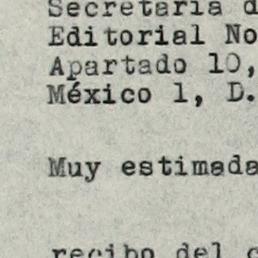 Secretaria d
Editorial No
Apartado 10,
México 1, D.
Muy estimada
recibo del c